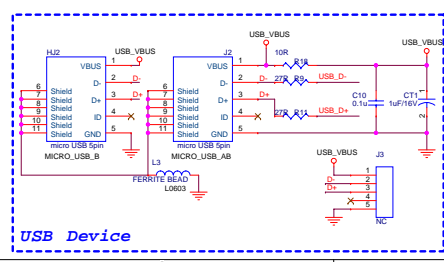 HJ2
USB_VBUS
VBUS 1
D- 2 D-
D+ 3 D+
ID 4
GND 5
6 Shield
7 Shield
8 Shield
9 Shield
10 Shield
11 Shield
micro USB 5pin
MICRO_USB_B
J2
USB_VBUS
VBUS 1
D- 2 D-
D+ 3 D+
ID 4
GND 5
6 Shield
7 Shield
8 Shield
9 Shield
10 Shield
11 Shield
micro USB 5pin
MICRO_USB_AB
10R R18
27R R9 USB_D-
27R R11 USB_D+
C10
0.1u
USB_VBUS
CT1
1uF/16V
1
2
L3
FERRITE BEAD
L0603
USB_VBUS
J3
1
D- 2
D+ 3
4
5
NC
USB Device